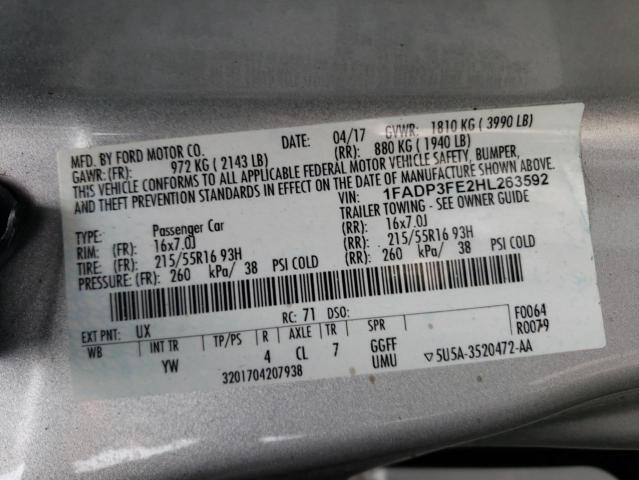 MFD. BY FORD MOTOR CO. DATE: 04/17 GVWR: 1810 KG ( 3990 LB)
GAWR: (FR): 972 KG ( 2143 LB) (RR): 880 KG ( 1940 LB)
THIS VEHICLE CONFORMS TO ALL APPLICABLE FEDERAL MOTOR VEHICLE SAFETY, BUMPER,
AND THEFT PREVENTION STANDARDS IN EFFECT ON THE DATE OF MANUFACTURE SHOWN ABOVE.
VIN: 1FADP3FE2HL263592
TYPE: Passenger Car TRAILER TOWING - SEE OWNER GUIDE
RIM: (FR): 16x7.0J (RR): 16x7.0J
TIRE: (FR): 215/55R16 93H (RR): 215/55R16 93H
PRESSURE: (FR): 260 kPa/ 38 PSI COLD (RR): 260 kPa/ 38 PSI COLD
RC: 71 DSO: F0064
EXT PNT: UX R0079
WB INT TR TP/PS R AXLE TR SPR
YW 4 CL 7 GGFF
UMU ▽5U5A-3520472-AA
3201704207938